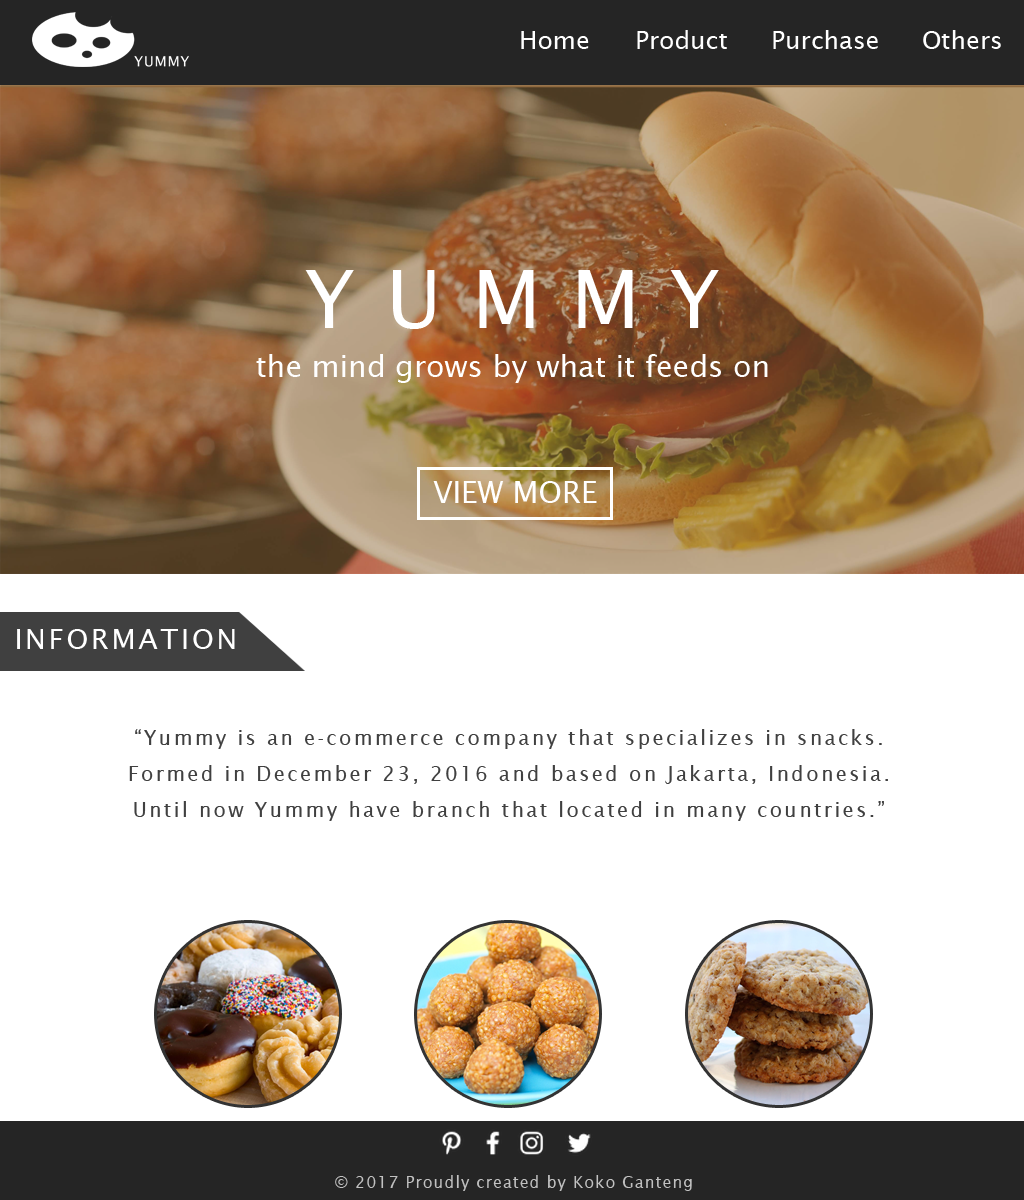 YUMMY
Home Product Purchase Others
YUMMY
the mind grows by what it feeds on
VIEW MORE
INFORMATION
“Yummy is an e-commerce company that specializes in snacks.
Formed in December 23, 2016 and based on Jakarta, Indonesia.
Until now Yummy have branch that located in many countries.”
© 2017 Proudly created by Koko Ganteng